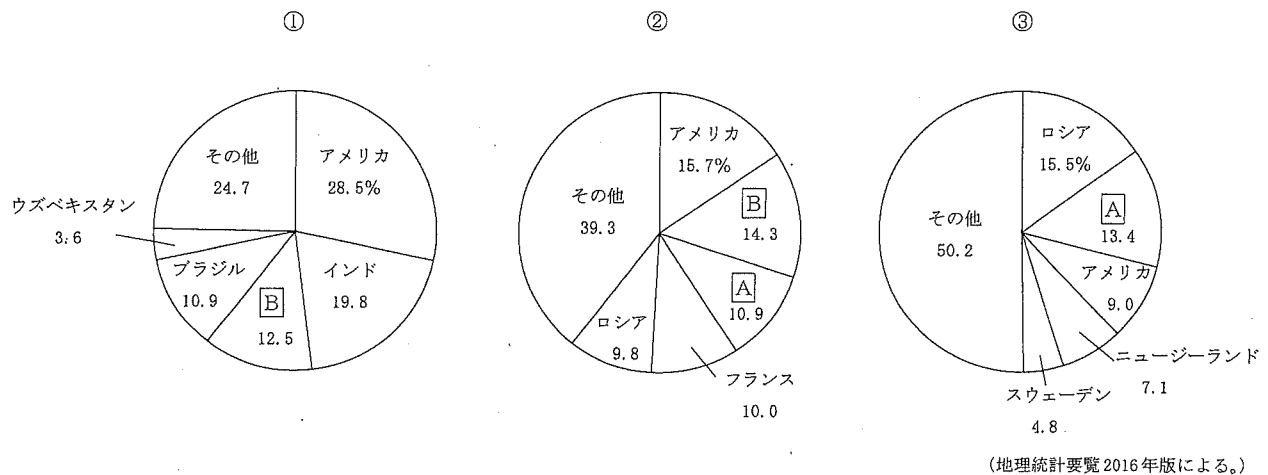 ①
その他
24.7
アメリカ
28.5%
ウズベキスタン
3.6
ブラジル
10.9
B
12.5
インド
19.8
②
アメリカ
15.7%
B
14.3
A
10.9
フランス
10.0
ロシア
9.8
その他
39.3
③
ロシア
15.5%
A
13.4
アメリカ
9.0
ニュージーランド
7.1
スウェーデン
4.8
その他
50.2
(地理統計要覧2016年版による。)